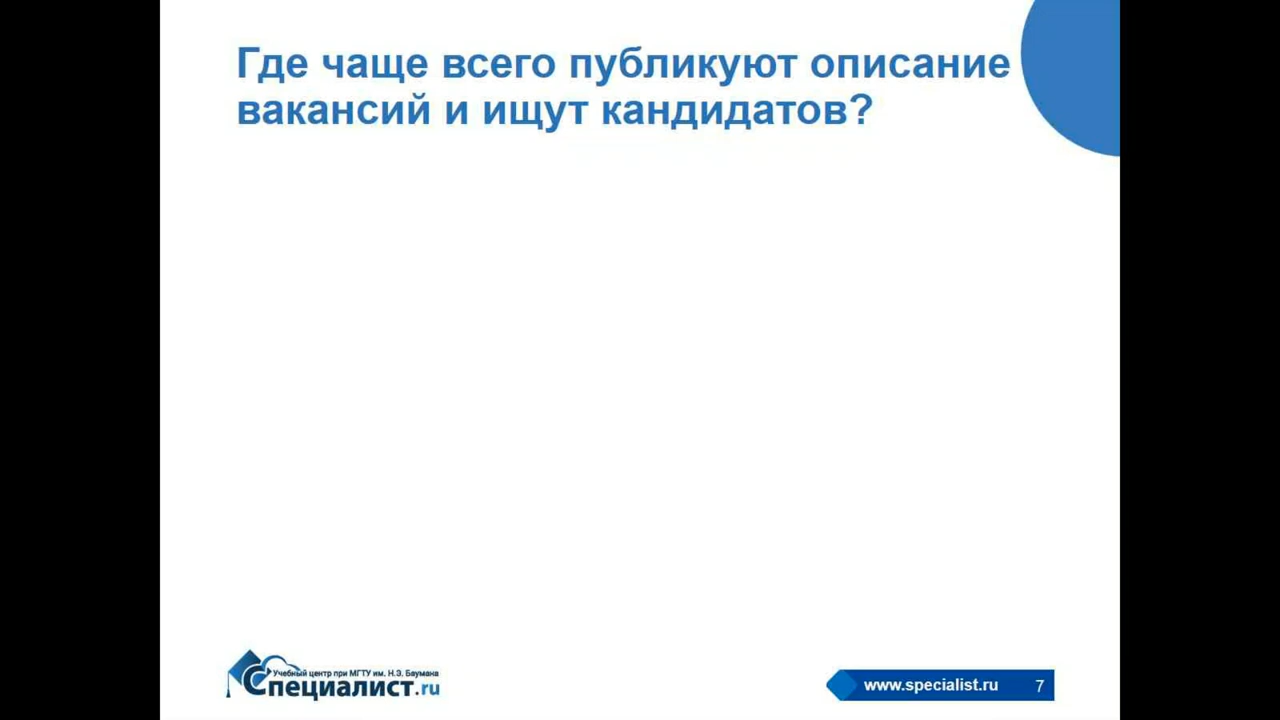 Где чаще всего публикуют описание
вакансий и ищут кандидатов?
Учебный центр при МГТУ им. Н.Э. Баумана
Специалист.ru
www.specialist.ru 7